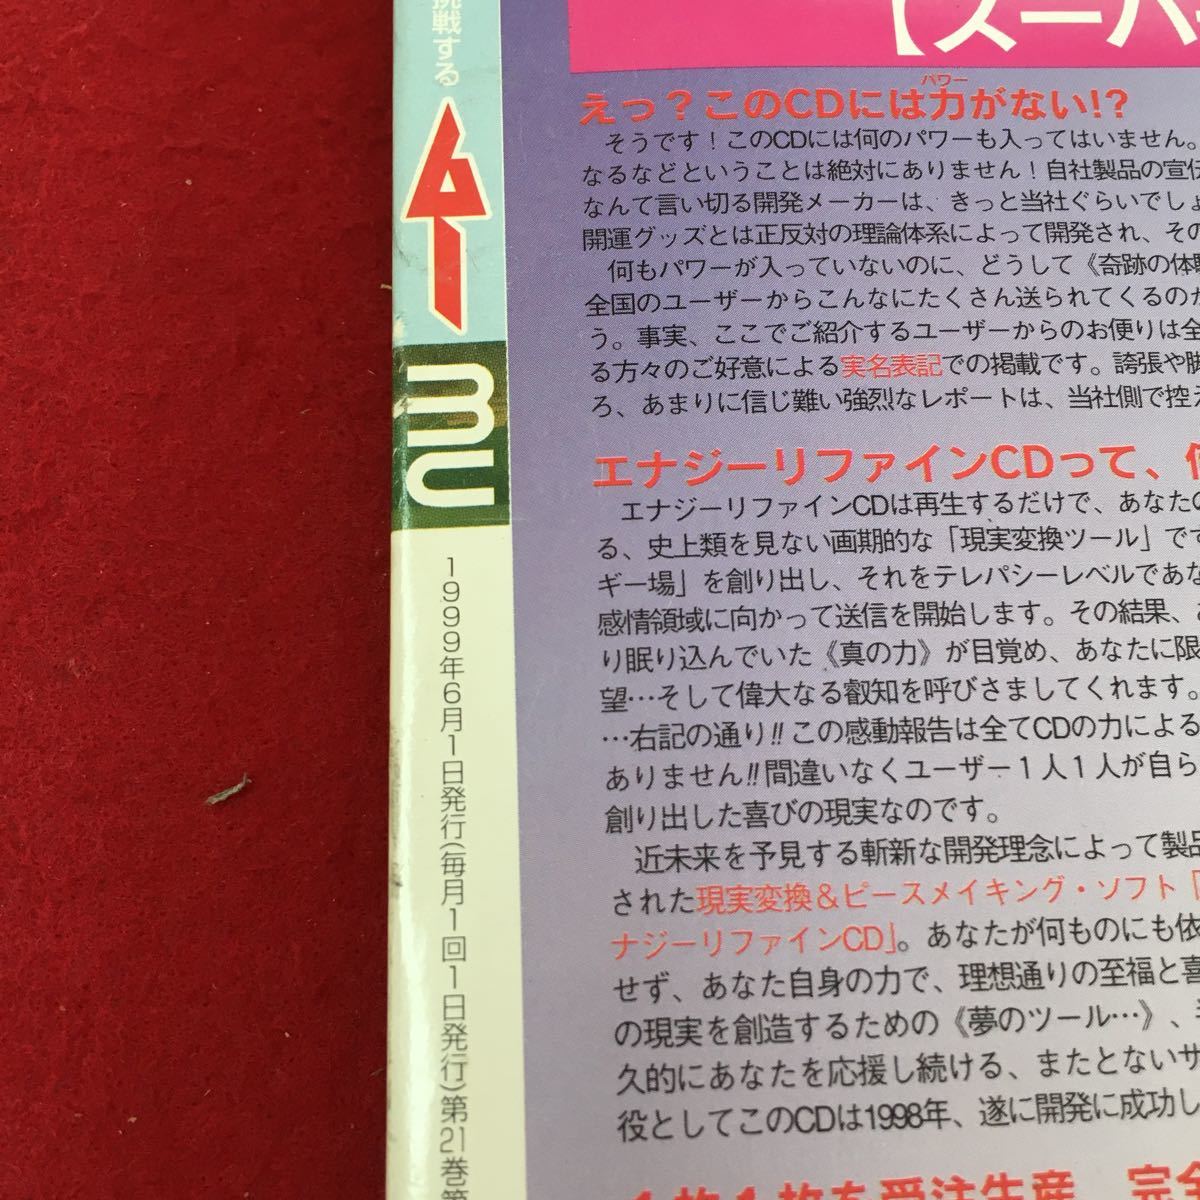 挑戦する
ムー
mu
1999年6月1日発行(毎月1回1日発行)第21巻第
【スーパ
パワー
えっ？このCDには力がない!?
そうです！このCDには何のパワーも入ってはいません。
なるなどということは絶対にありません！自社製品の宣伝
なんて言い切る開発メーカーは、きっと当社ぐらいでしょ
開運グッズとは正反対の理論体系によって開発され、その
何もパワーが入っていないのに、どうして《奇跡の体験
全国のユーザーからこんなにたくさん送られてくるのか
う。事実、ここでご紹介するユーザーからのお便りは全
る方々のご好意による実名表記での掲載です。誇張や脚
ろ、あまりに信じ難い強烈なレポートは、当社側で控え
エナジーリファインCDって、何
エナジーリファインCDは再生するだけで、あなたの
る、史上類を見ない画期的な「現実変換ツール」です
ギー場」を創り出し、それをテレパシーレベルであな
感情領域に向かって送信を開始します。その結果、
り眠り込んでいた《真の力》が目覚め、あなたに限
望…そして偉大なる叡知を呼びさましてくれます。
…右記の通り!!この感動報告は全てCDの力による
ありません!!間違いなくユーザー1人1人が自ら
創り出した喜びの現実なのです。
近未来を予見する斬新な開発理念によって製品
された現実変換＆ピースメイキング・ソフト「
ナジーリファインCD」。あなたが何ものにも依
せず、あなた自身の力で、理想通りの至福と喜
の現実を創造するための《夢のツール…》、半
久的にあなたを応援し続ける、またとないサ
役としてこのCDは1998年、遂に開発に成功し
1枚1枚を受注生産、完全